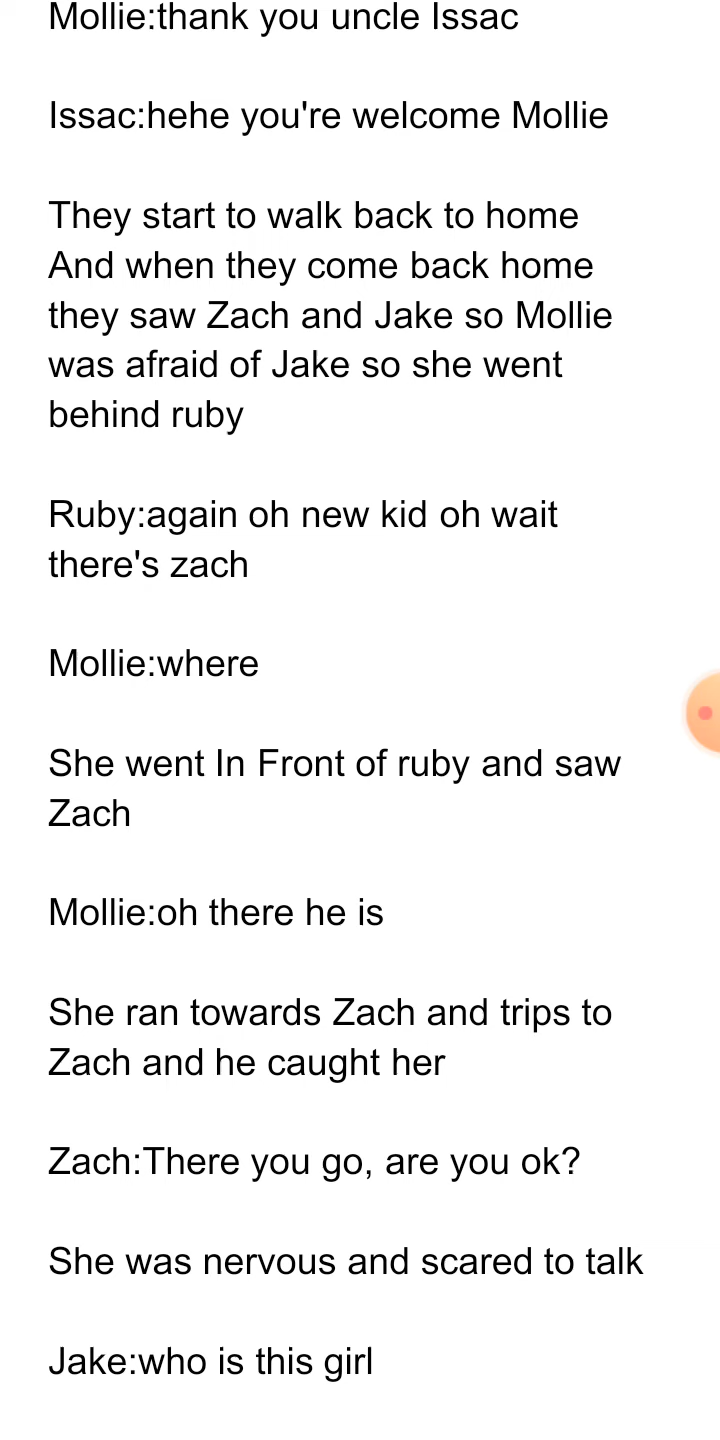 Mollie:thank you uncle Issac
Issac:hehe you're welcome Mollie
They start to walk back to home
And when they come back home
they saw Zach and Jake so Mollie
was afraid of Jake so she went
behind ruby
Ruby:again oh new kid oh wait
there's zach
Mollie:where
She went In Front of ruby and saw
Zach
Mollie:oh there he is
She ran towards Zach and trips to
Zach and he caught her
Zach:There you go, are you ok?
She was nervous and scared to talk
Jake:who is this girl